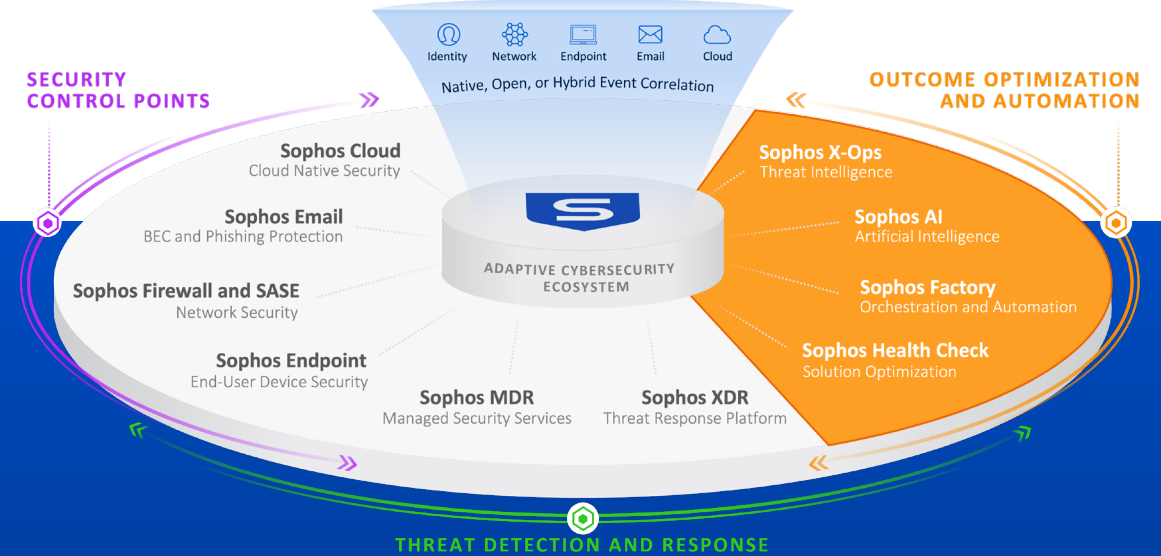 Identity
Network
Endpoint
Email
Cloud
Native, Open, or Hybrid Event Correlation
SECURITY
CONTROL POINTS
OUTCOME OPTIMIZATION
AND AUTOMATION
Sophos Cloud
Cloud Native Security
Sophos Email
BEC and Phishing Protection
Sophos Firewall and SASE
Network Security
Sophos Endpoint
End-User Device Security
Sophos MDR
Managed Security Services
Sophos XDR
Threat Response Platform
S
ADAPTIVE CYBERSECURITY
ECOSYSTEM
Sophos X-Ops
Threat Intelligence
Sophos AI
Artificial Intelligence
Sophos Factory
Orchestration and Automation
Sophos Health Check
Solution Optimization
THREAT DETECTION AND RESPONSE